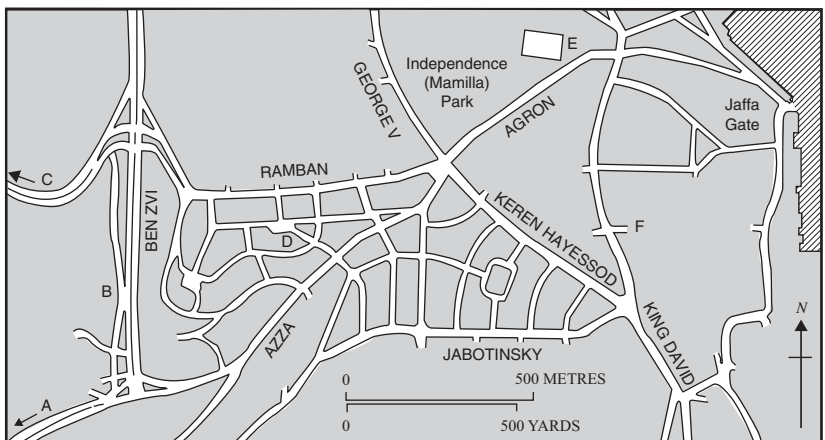 E
Independence
(Mamilla)
Park
GEORGE V
AGRON
Jaffa
Gate
C
RAMBAN
BEN ZVI
KEREN HAYESSOD
D
F
B
N
KING DAVID
AZZA
JABOTINSKY
0 500 METRES
0 500 YARDS
A